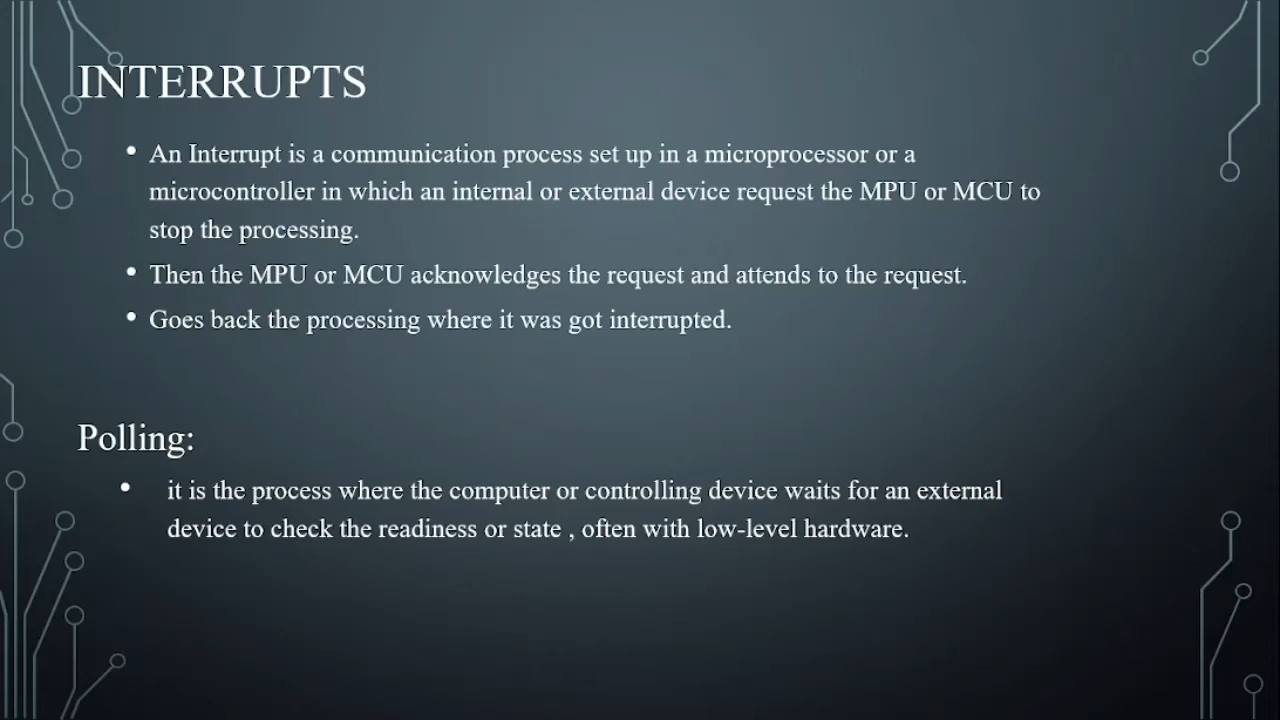 INTERRUPTS
• An Interrupt is a communication process set up in a microprocessor or a
microcontroller in which an internal or external device request the MPU or MCU to
stop the processing.
• Then the MPU or MCU acknowledges the request and attends to the request.
• Goes back the processing where it was got interrupted.
Polling:
• it is the process where the computer or controlling device waits for an external
device to check the readiness or state , often with low-level hardware.